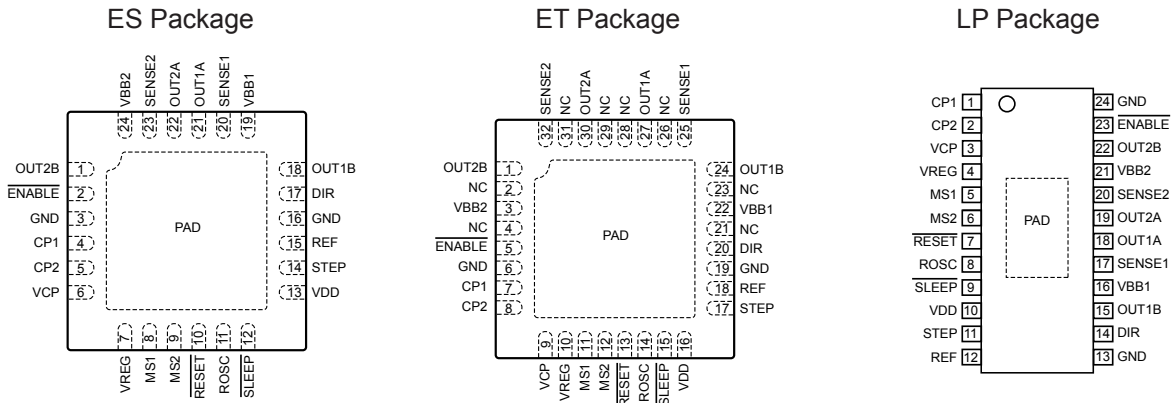 ES Package
VBB2
SENSE2
OUT2A
OUT1A
SENSE1
VBB1
24
23
22
21
20
19
OUT2B 1
ENABLE 2
GND 3
CP1 4
CP2 5
VCP 6
PAD
18 OUT1B
17 DIR
16 GND
15 REF
14 STEP
13 VDD
7
8
9
10
11
12
VREG
MS1
MS2
RESET
ROSC
SLEEP
ET Package
SENSE2
NC
OUT2A
NC
NC
OUT1A
NC
SENSE1
32
31
30
29
28
27
26
25
OUT2B 1
NC 2
VBB2 3
NC 4
ENABLE 5
GND 6
CP1 7
CP2 8
PAD
24 OUT1B
23 NC
22 VBB1
21 NC
20 DIR
19 GND
18 REF
17 STEP
9
10
11
12
13
14
15
16
VCP
VREG
MS1
MS2
RESET
ROSC
SLEEP
VDD
LP Package
CP1 1
CP2 2
VCP 3
VREG 4
MS1 5
MS2 6
RESET 7
ROSC 8
SLEEP 9
VDD 10
STEP 11
REF 12
PAD
24 GND
23 ENABLE
22 OUT2B
21 VBB2
20 SENSE2
19 OUT2A
18 OUT1A
17 SENSE1
16 VBB1
15 OUT1B
14 DIR
13 GND